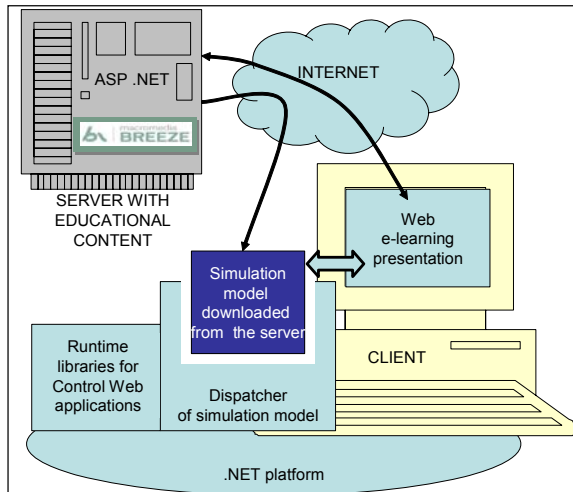 ASP .NET
macromedia
BREEZE
SERVER WITH
EDUCATIONAL
CONTENT
INTERNET
Web
e-learning
presentation
Simulation
model
downloaded
from the server
Runtime
libraries for
Control Web
applications
Dispatcher
of simulation model
CLIENT
.NET platform